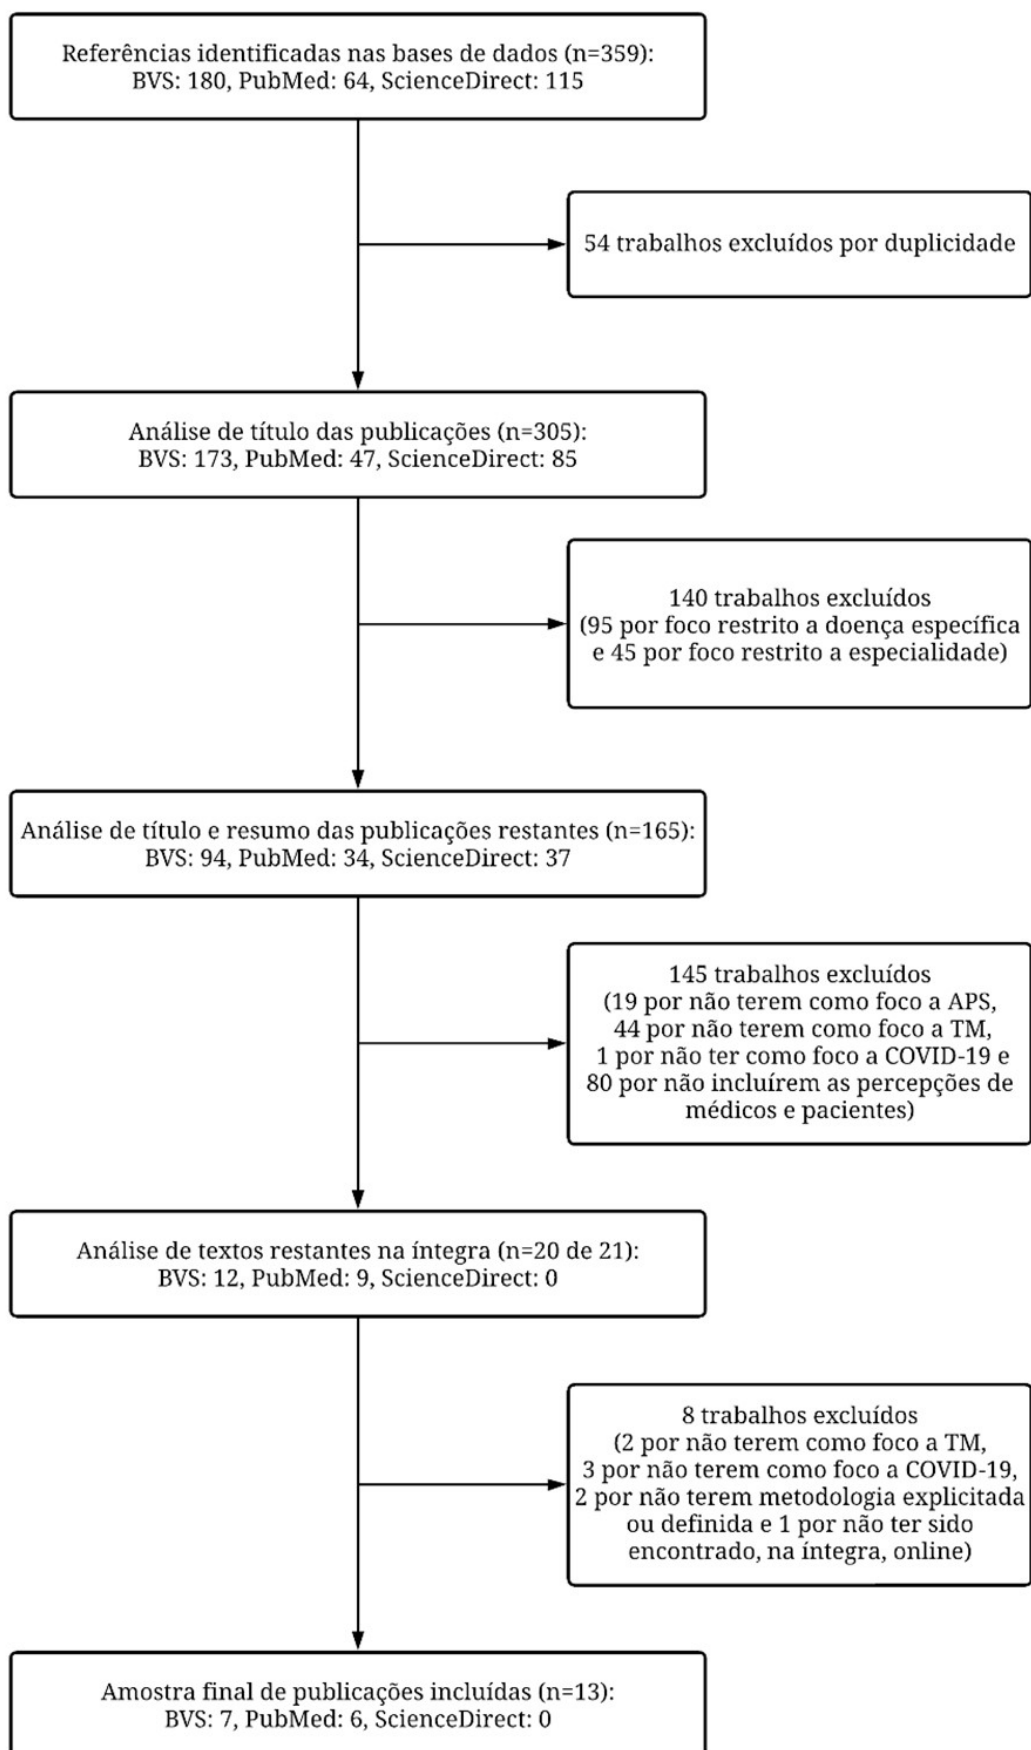 Referências identificadas nas bases de dados (n=359):
BVS: 180, PubMed: 64, ScienceDirect: 115
54 trabalhos excluídos por duplicidade
Análise de título das publicações (n=305):
BVS: 173, PubMed: 47, ScienceDirect: 85
140 trabalhos excluídos
(95 por foco restrito a doença específica
e 45 por foco restrito a especialidade)
Análise de título e resumo das publicações restantes (n=165):
BVS: 94, PubMed: 34, ScienceDirect: 37
145 trabalhos excluídos
(19 por não terem como foco a APS,
44 por não terem como foco a TM,
1 por não ter como foco a COVID-19 e
80 por não incluírem as percepções de
médicos e pacientes)
Análise de textos restantes na íntegra (n=20 de 21):
BVS: 12, PubMed: 9, ScienceDirect: 0
8 trabalhos excluídos
(2 por não terem como foco a TM,
3 por não terem como foco a COVID-19,
2 por não terem metodologia explicitada
ou definida e 1 por não ter sido
encontrado, na íntegra, online)
Amostra final de publicações incluídas (n=13):
BVS: 7, PubMed: 6, ScienceDirect: 0